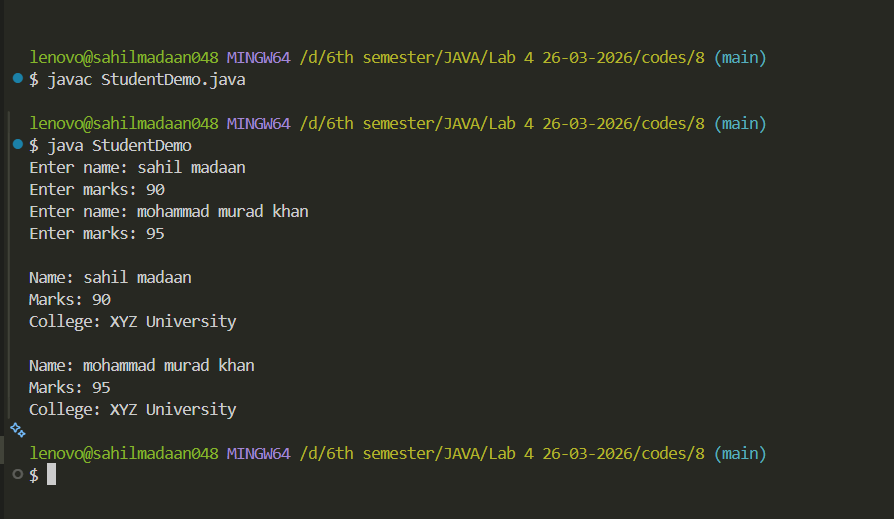 lenovo@sahilmadaan048 MINGW64 /d/6th semester/JAVA/Lab 4 26-03-2026/codes/8 (main)
$ javac StudentDemo.java
lenovo@sahilmadaan048 MINGW64 /d/6th semester/JAVA/Lab 4 26-03-2026/codes/8 (main)
$ java StudentDemo
Enter name: sahil madaan
Enter marks: 90
Enter name: mohammad murad khan
Enter marks: 95
Name: sahil madaan
Marks: 90
College: XYZ University
Name: mohammad murad khan
Marks: 95
College: XYZ University
lenovo@sahilmadaan048 MINGW64 /d/6th semester/JAVA/Lab 4 26-03-2026/codes/8 (main)
$